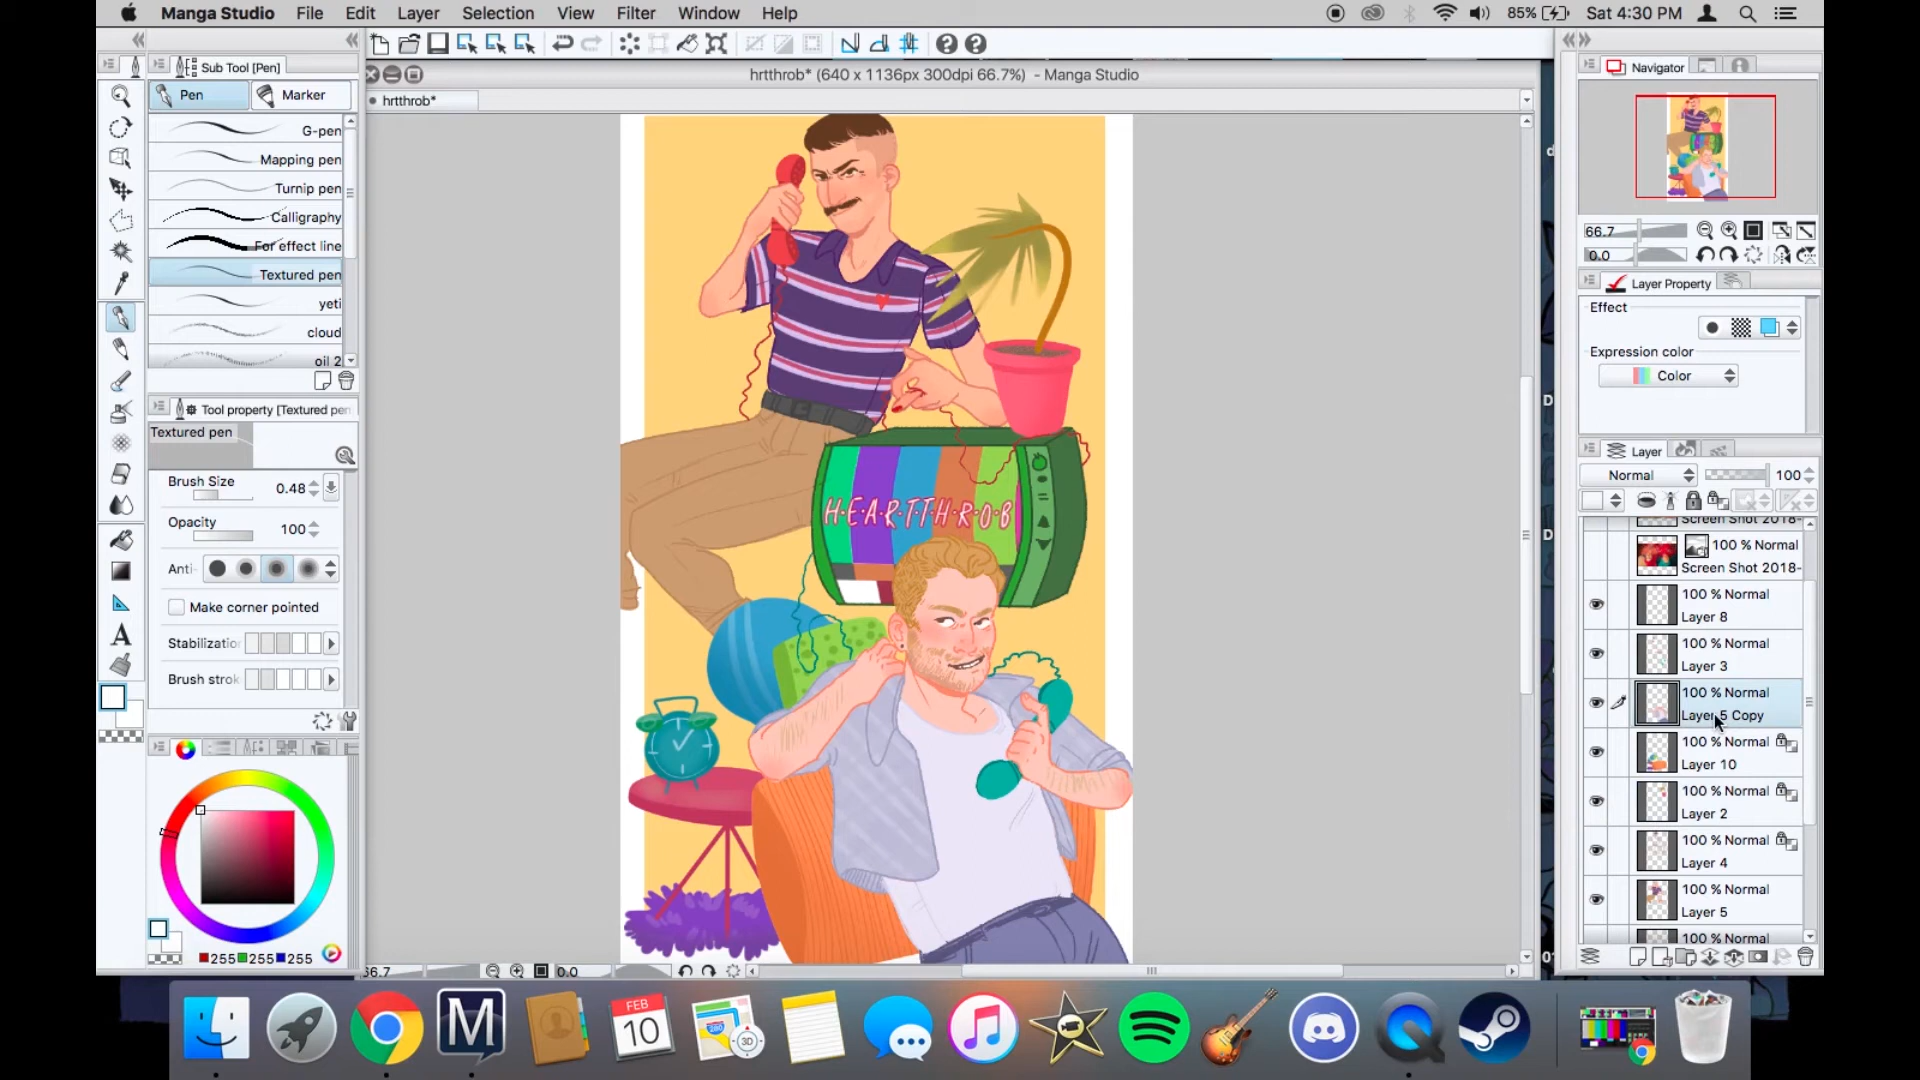 Manga Studio File Edit Layer Selection View Filter Window Help 85% Sat 4:30 PM
Sub Tool [Pen]
Pen Marker
G-pen
Mapping pen
Turnip pen
Calligraphy
For effect line
Textured pen
yeti
cloud
oil 2
Tool property [Textured pen
Textured pen
Brush Size 0.48
Opacity 100
Anti-
Make corner pointed
Stabilizatio
Brush strok
255 255 255
hrtthrob* (640 x 1136px 300dpi 66.7%) - Manga Studio
hrtthrob*
H·E·A·R·T·T·H·R·O·B
66.7 0.0
Navigator
66.7
0.0
Layer Property
Effect
Expression color
Color
Layer
Normal 100
Screen Shot 2018-
100 % Normal
Screen Shot 2018-
100 % Normal
Layer 8
100 % Normal
Layer 3
100 % Normal
Layer 5 Copy
100 % Normal
Layer 10
100 % Normal
Layer 2
100 % Normal
Layer 4
100 % Normal
Layer 5
100 % Normal
M
FEB
10
280
3D